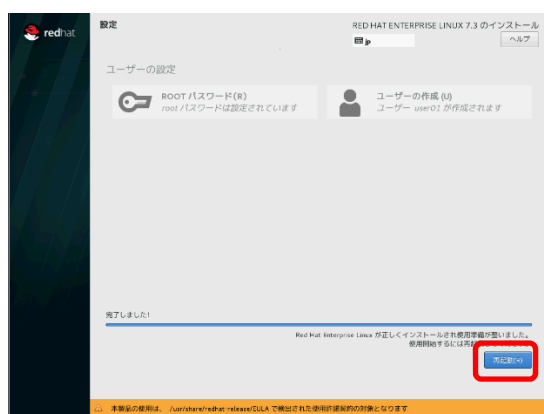 redhat
設定
RED HAT ENTERPRISE LINUX 7.3 のインストール
jp
ヘルプ
ユーザーの設定
ROOT パスワード(R)
root パスワードは設定されています
ユーザーの作成 (U)
ユーザー user01 が作成されます
完了しました!
Red Hat Enterprise Linux が正しくインストールされ使用準備が整いました。
使用開始するには再起
再起動(R)
本製品の使用は、 /usr/share/redhat-release/EULA で検出された使用許諾契約の対象となります